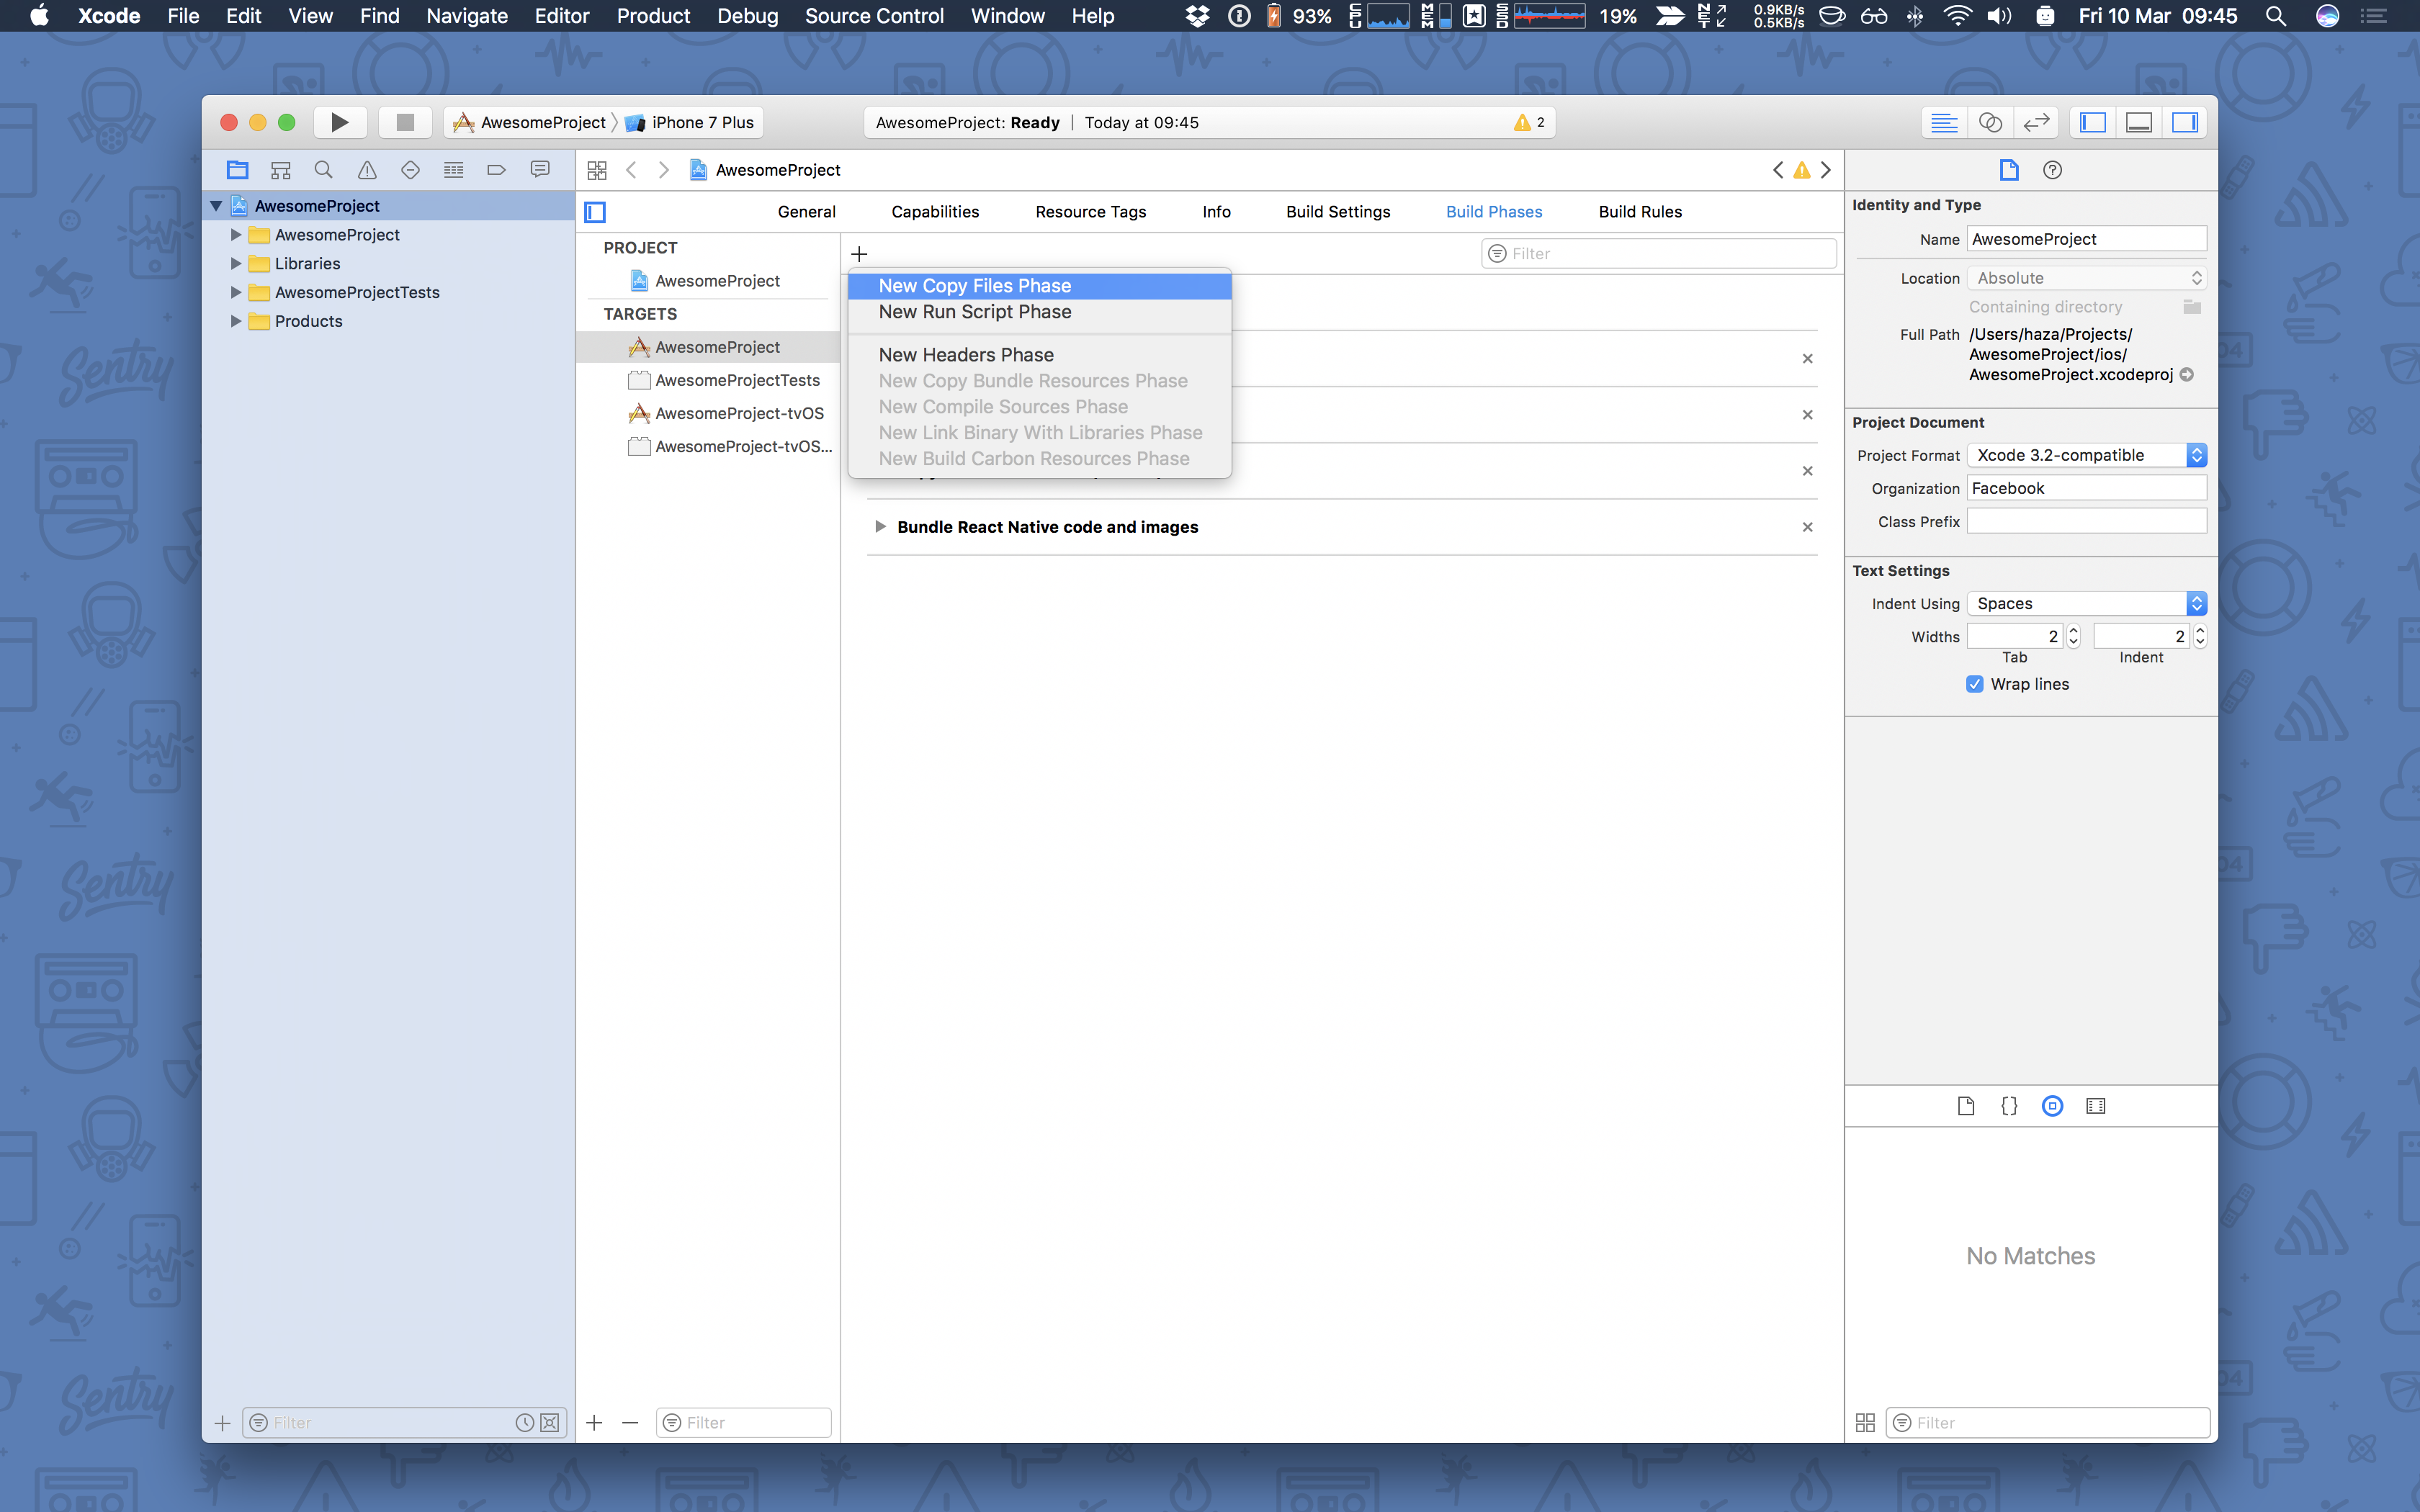 Xcode File Edit View Find Navigate Editor Product Debug Source Control Window Help 93% CPU MEM SSD 19% NET 0.9KB/s 0.5KB/s Fri 10 Mar 09:45
AwesomeProject iPhone 7 Plus
AwesomeProject: Ready | Today at 09:45
2
AwesomeProject
AwesomeProject
AwesomeProject
Libraries
AwesomeProjectTests
Products
Filter
General Capabilities Resource Tags Info Build Settings Build Phases Build Rules
PROJECT
AwesomeProject
TARGETS
AwesomeProject
AwesomeProjectTests
AwesomeProject-tvOS
AwesomeProject-tvOS...
Filter
Filter
New Copy Files Phase
New Run Script Phase
New Headers Phase
New Copy Bundle Resources Phase
New Compile Sources Phase
New Link Binary With Libraries Phase
New Build Carbon Resources Phase
Bundle React Native code and images
Identity and Type
Name AwesomeProject
Location Absolute
Containing directory
Full Path /Users/haza/Projects/
AwesomeProject/ios/
AwesomeProject.xcodeproj
Project Document
Project Format Xcode 3.2-compatible
Organization Facebook
Class Prefix
Text Settings
Indent Using Spaces
Widths 2 2
Tab Indent
Wrap lines
No Matches
Filter
Sentry
Sentry
Sentry